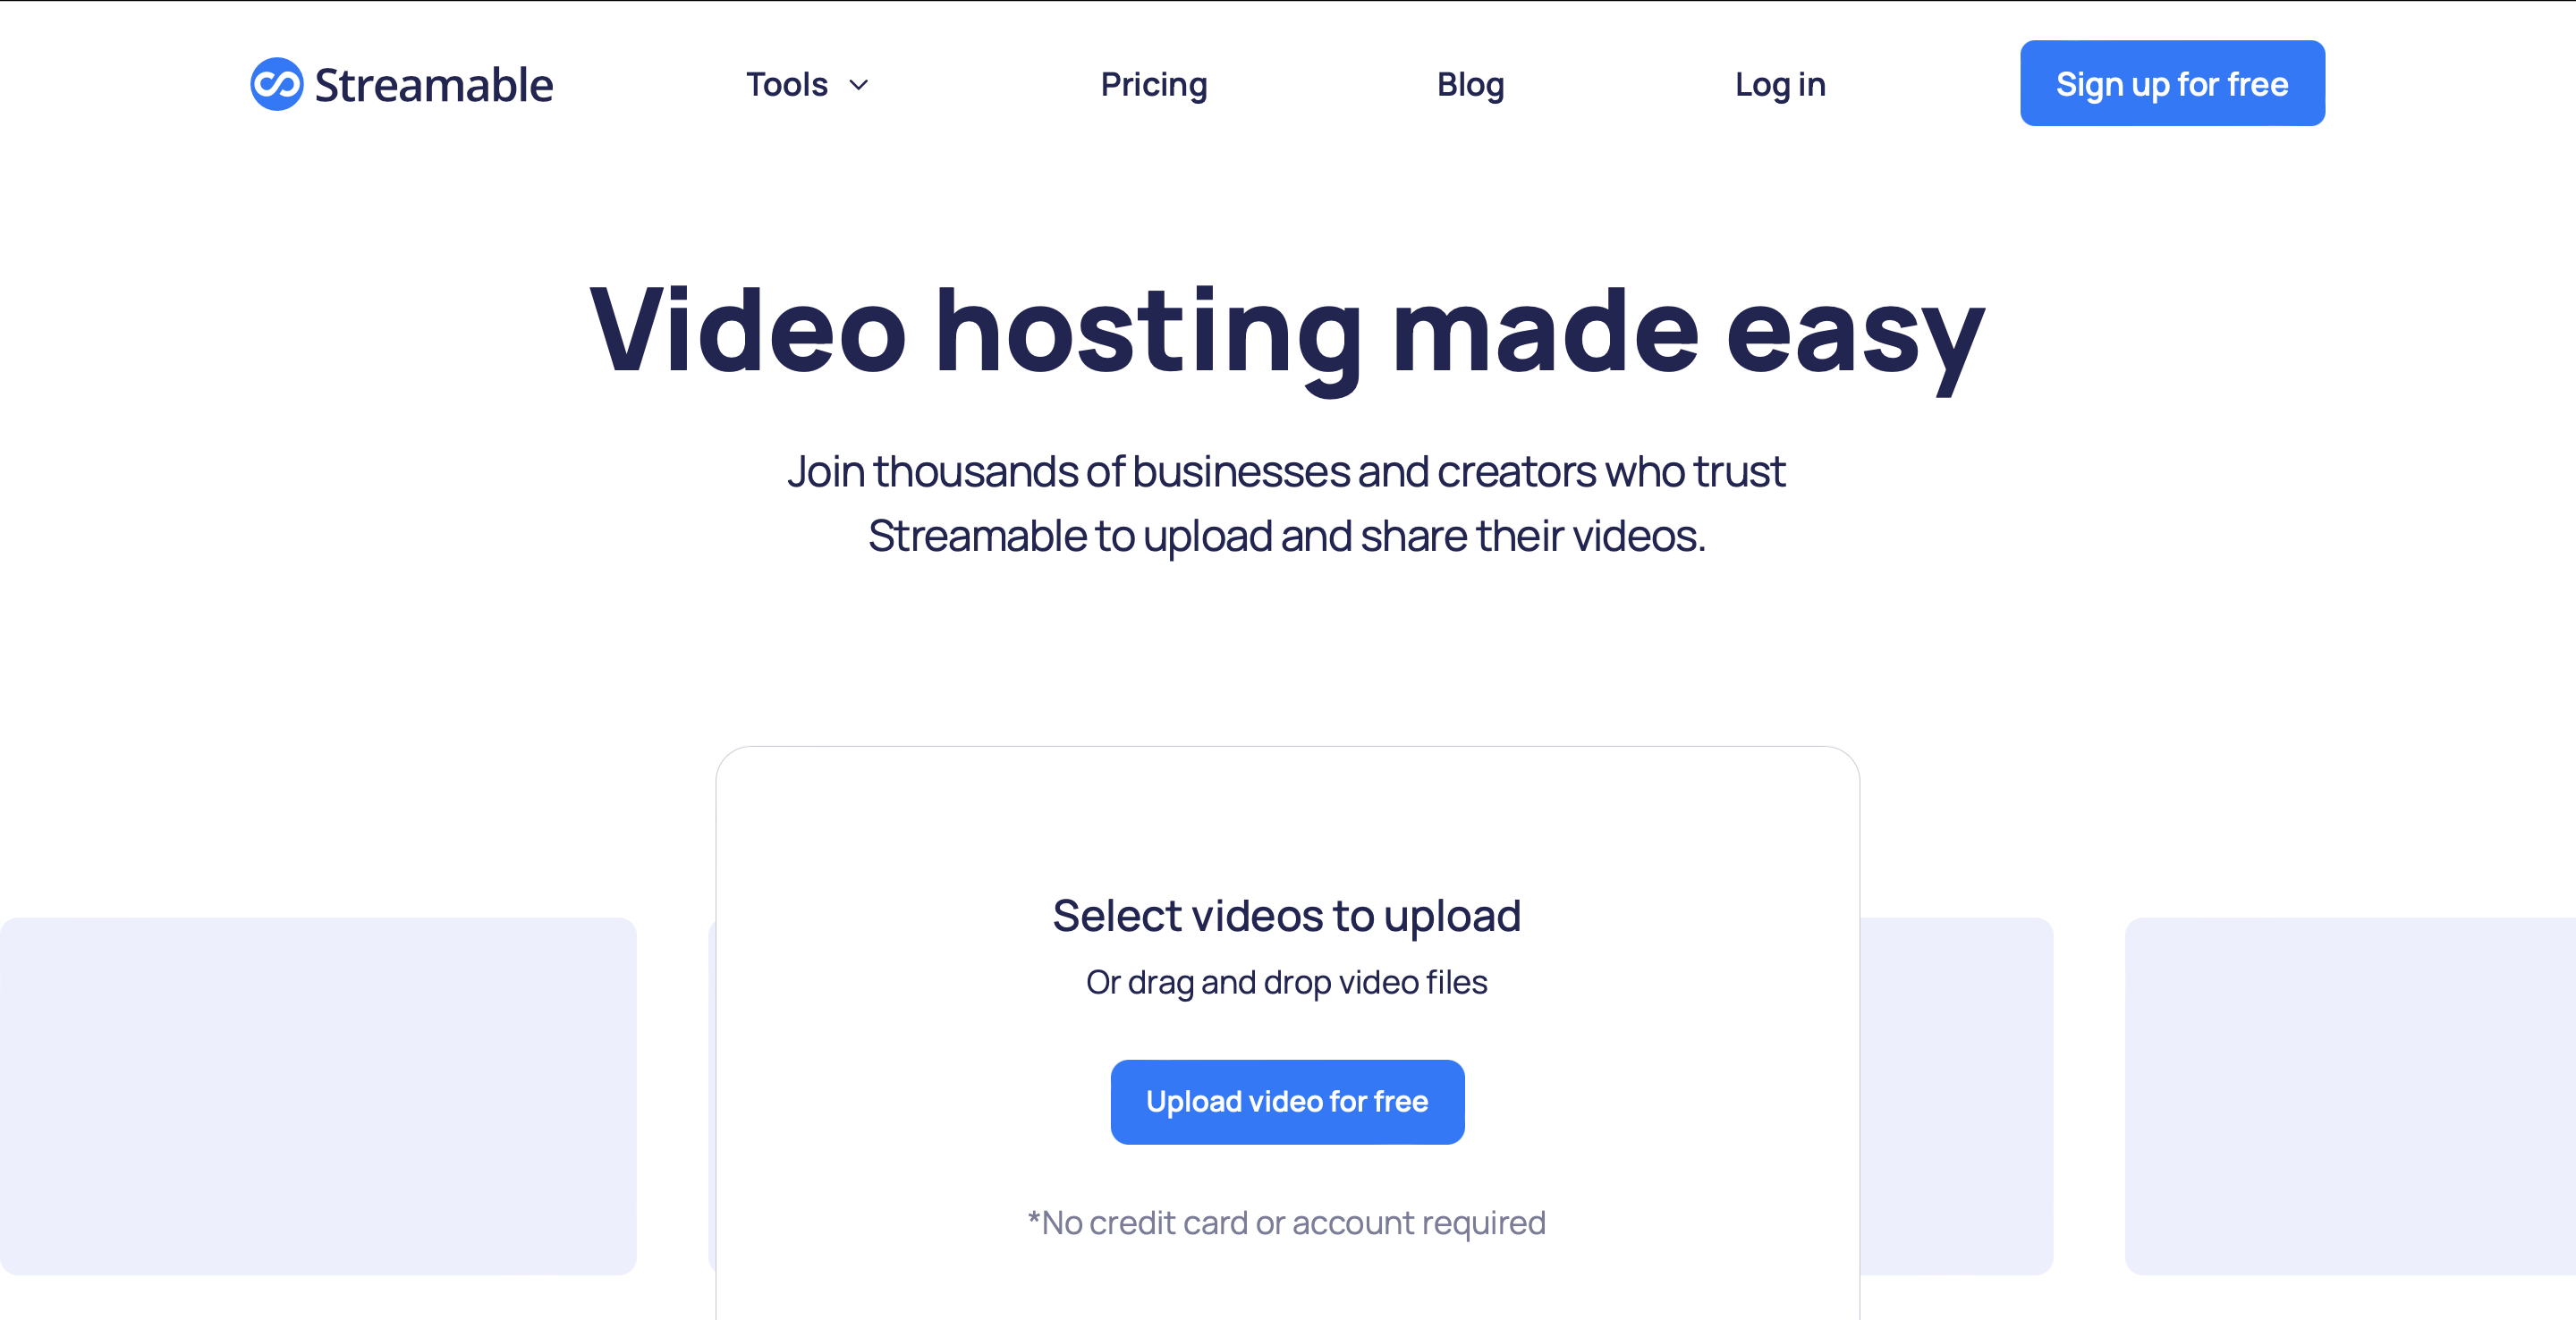 Streamable
Tools
Pricing
Blog
Log in
Sign up for free
Video hosting made easy
Join thousands of businesses and creators who trust
Streamable to upload and share their videos.
Select videos to upload
Or drag and drop video files
Upload video for free
*No credit card or account required